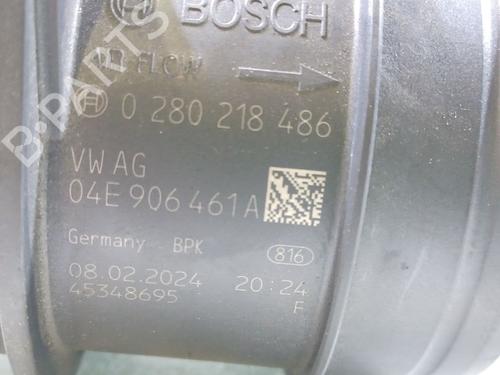 BOSCH
AIR FLOW
0 280 218 486
VW AG
04E 906 461 A
Germany BPK 816
08.02.2024 20:24
45348695 F
B-PARTS